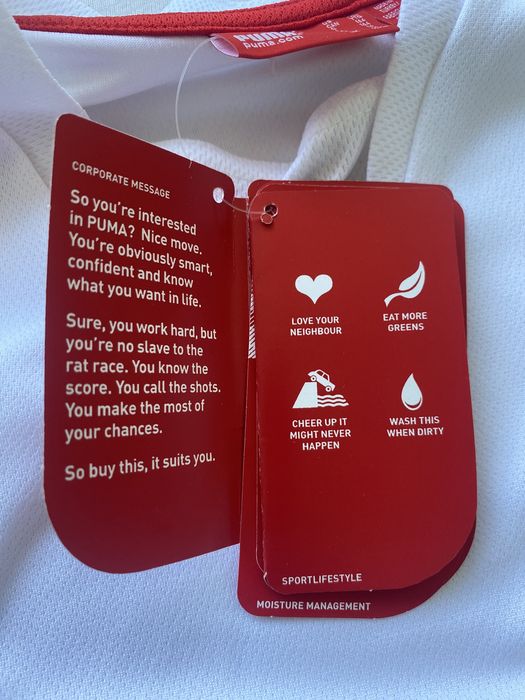 PUMA
puma.com
CORPORATE MESSAGE
So you're interested
in PUMA? Nice move.
You're obviously smart,
confident and know
what you want in life.
Sure, you work hard, but
you're no slave to the
rat race. You know the
score. You call the shots.
You make the most of
your chances.
So buy this, it suits you.
LOVE YOUR
NEIGHBOUR
EAT MORE
GREENS
CHEER UP IT
MIGHT NEVER
HAPPEN
WASH THIS
WHEN DIRTY
SPORTLIFESTYLE
MOISTURE MANAGEMENT